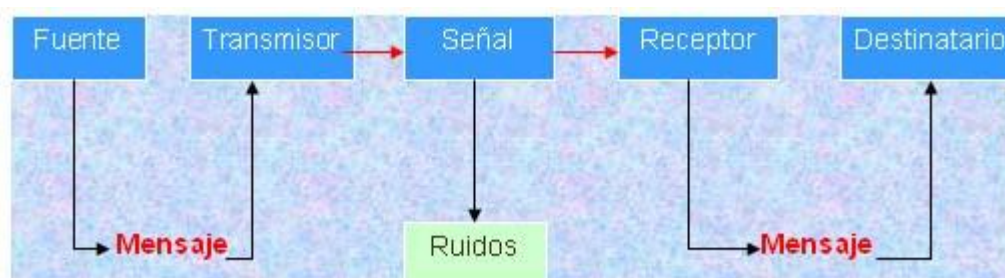 Fuente
Transmisor
Señal
Receptor
Destinatario
Mensaje
Ruidos
Mensaje